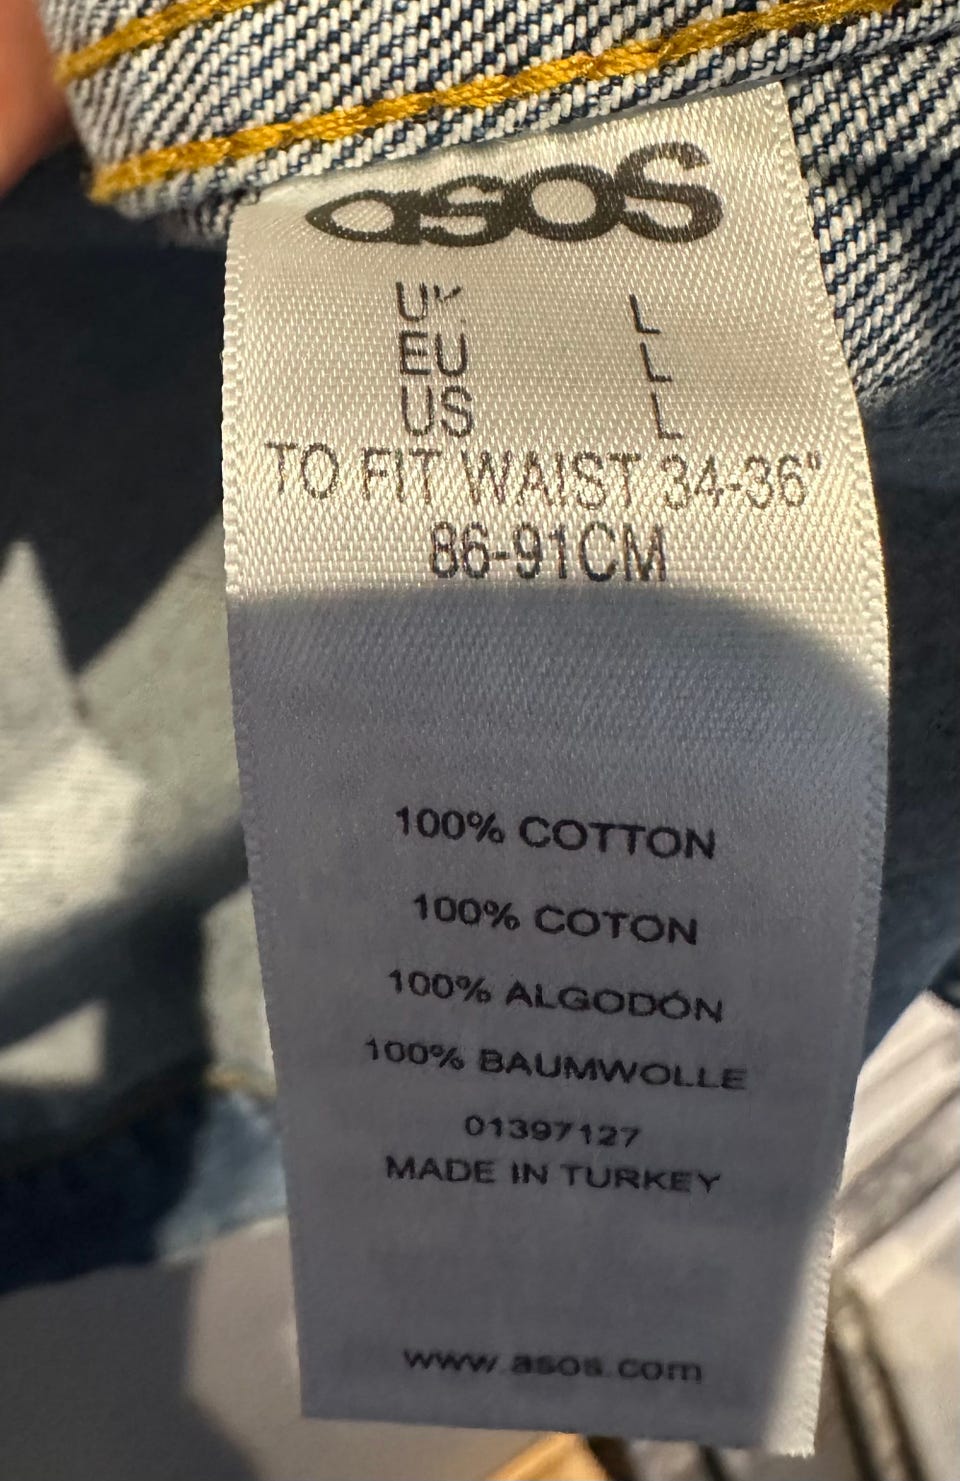 asos
UK L
EU L
US L
TO FIT WAIST 34-36"
86-91CM
100% COTTON
100% COTON
100% ALGODÓN
100% BAUMWOLLE
01397127
MADE IN TURKEY
www.asos.com